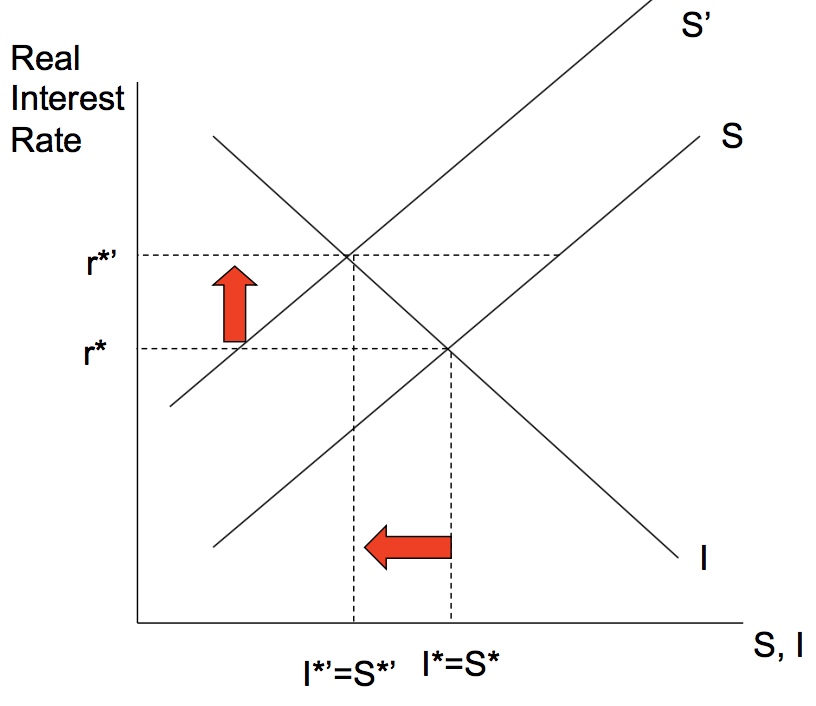 Real
Interest
Rate
S’
S
r*’
r*
I
S, I
I*’=S*’
I*=S*